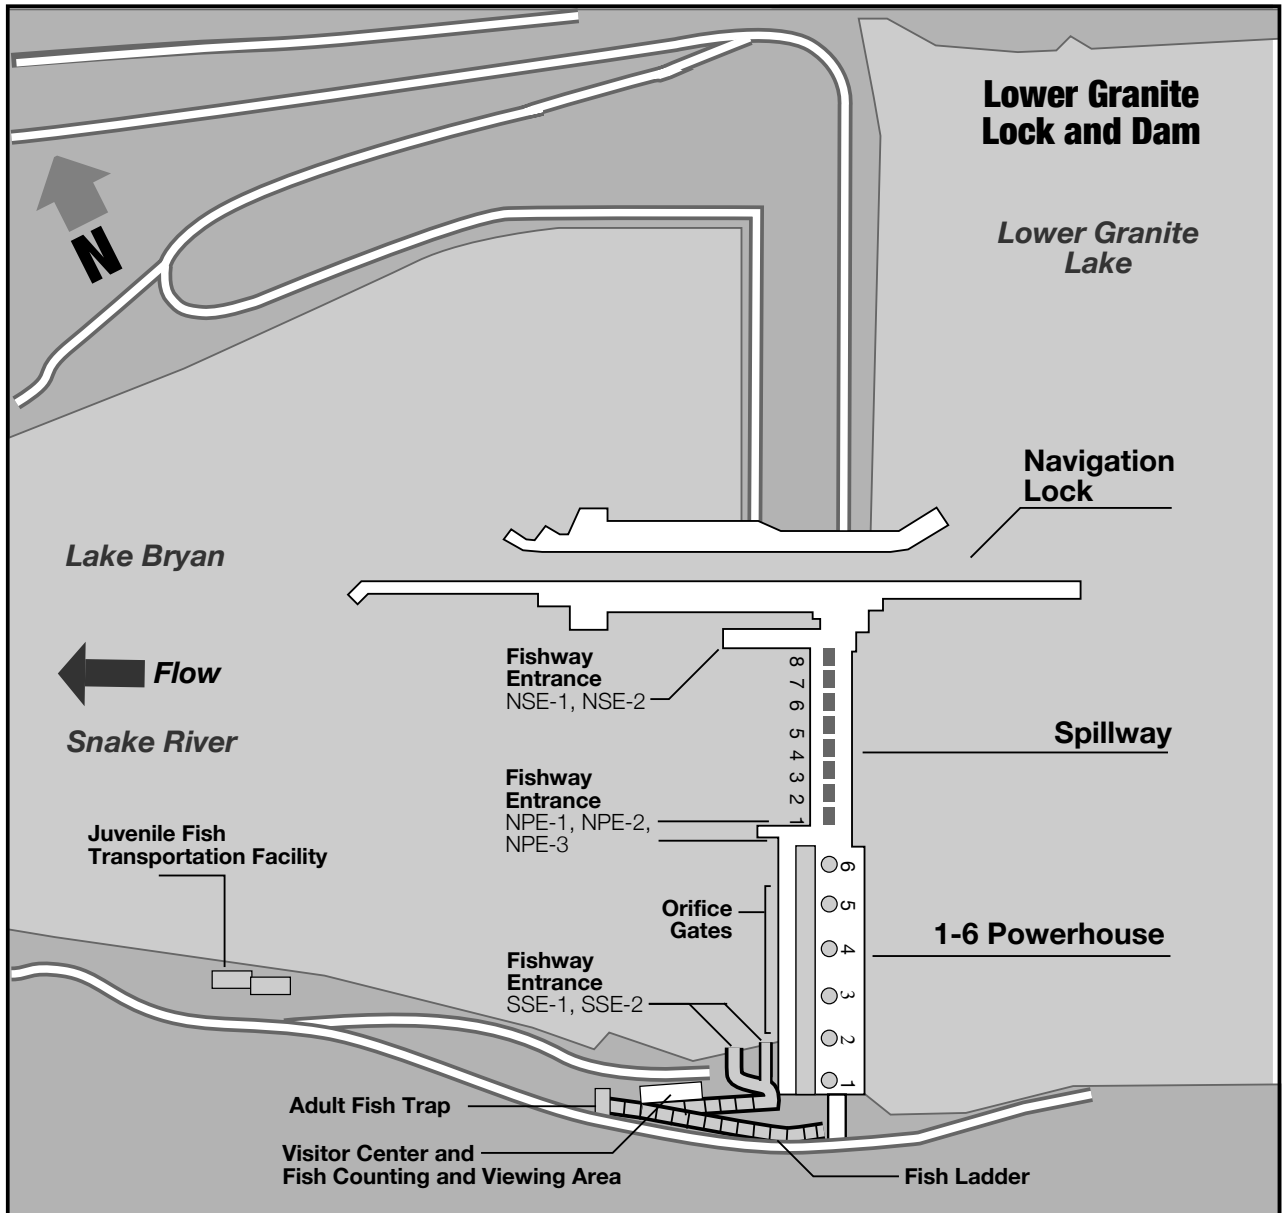 Lower Granite
Lock and Dam
N
Lower Granite
Lake
Navigation
Lock
Lake Bryan
Flow
Snake River
Fishway
Entrance
NSE-1, NSE-2
8
7
6
5
4
3
2
1
Spillway
Fishway
Entrance
NPE-1, NPE-2,
NPE-3
Juvenile Fish
Transportation Facility
6
5
4
3
2
1
Orifice
Gates
1-6 Powerhouse
Fishway
Entrance
SSE-1, SSE-2
Adult Fish Trap
Visitor Center and
Fish Counting and Viewing Area
Fish Ladder